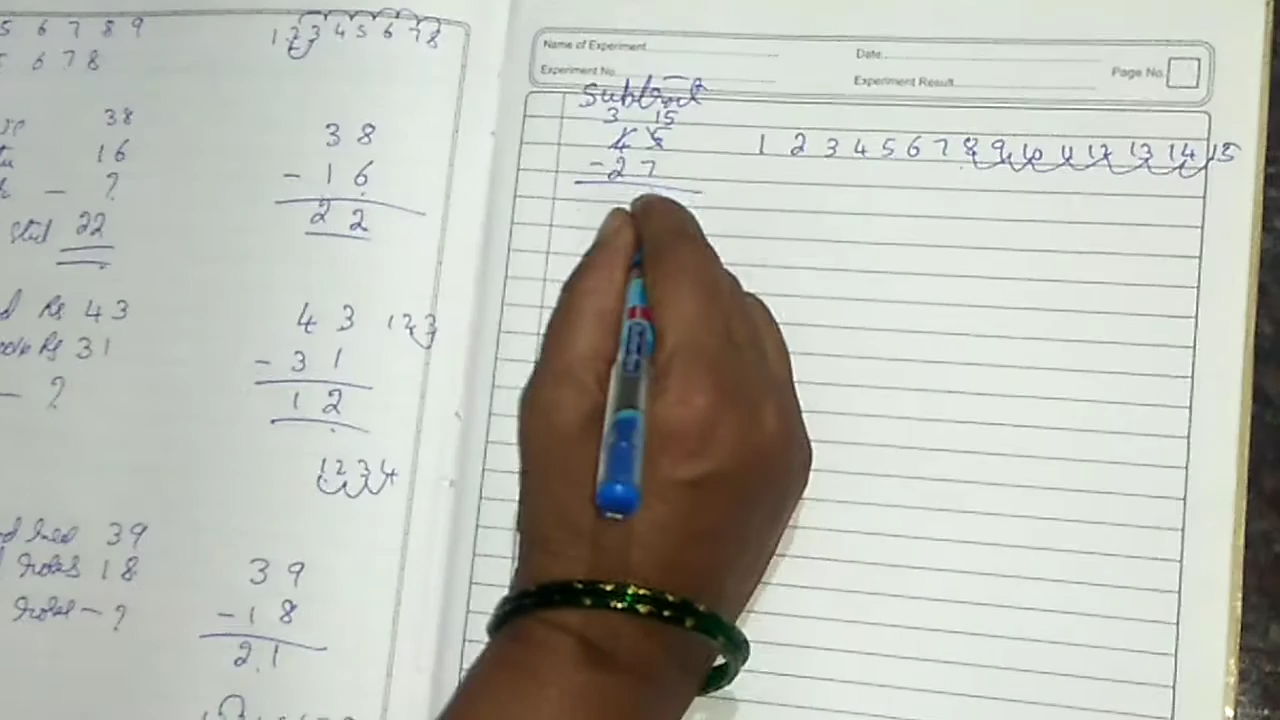 5 6 7 8 9
6 7 8
38
16
- ?
22
43
31
- ?
39
18
- ?
1 2 3 4 5 6 7 8
3 8
- 1 6
2 2
4 3 1 2 3
- 3 1
1 2
1 2 3 4
3 9
- 1 8
2 1
Name of Experiment
Date
Experiment No.
Experiment Result
Page No.
Subtract
3 15
4 5 1 2 3 4 5 6 7 8 9 10 11 12 13 14 15
- 2 7